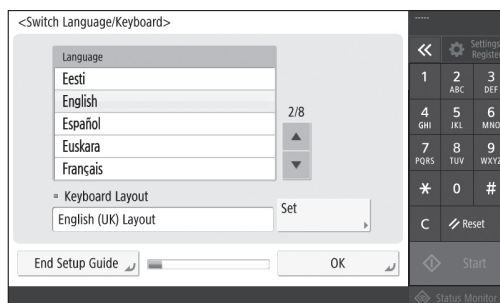 <Switch Language/Keyboard>
Language
Eesti
English
Español
Euskara
Français
2/8
Keyboard Layout
English (UK) Layout
Set
End Setup Guide
OK
Settings
Register
1
2 ABC
3 DEF
4 GHI
5 JKL
6 MNO
7 PQRS
8 TUV
9 WXYZ
*
0
#
C
Reset
Start
Status Monitor